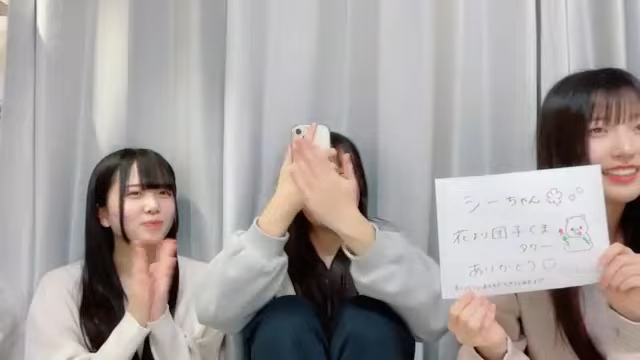 シーちゃん
花より団子くま
タワー
ありがとう♡